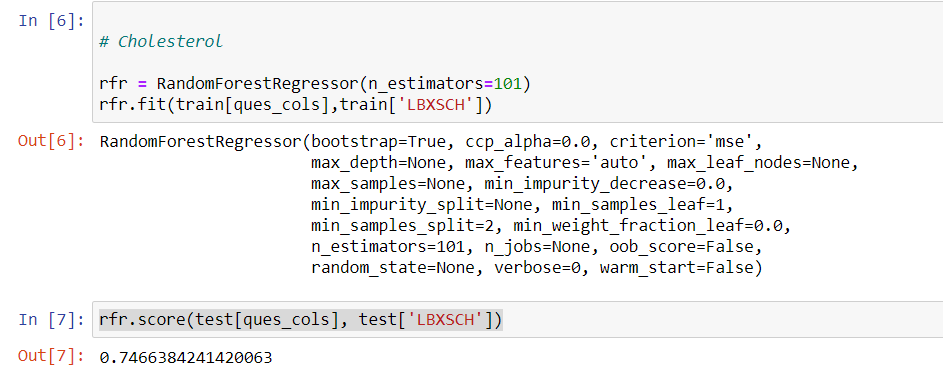 In [6]:
# Cholesterol
rfr = RandomForestRegressor(n_estimators=101)
rfr.fit(train[ques_cols],train['LBXSCH'])
Out[6]: RandomForestRegressor(bootstrap=True, ccp_alpha=0.0, criterion='mse',
max_depth=None, max_features='auto', max_leaf_nodes=None,
max_samples=None, min_impurity_decrease=0.0,
min_impurity_split=None, min_samples_leaf=1,
min_samples_split=2, min_weight_fraction_leaf=0.0,
n_estimators=101, n_jobs=None, oob_score=False,
random_state=None, verbose=0, warm_start=False)
In [7]: rfr.score(test[ques_cols], test['LBXSCH'])
Out[7]: 0.7466384241420063